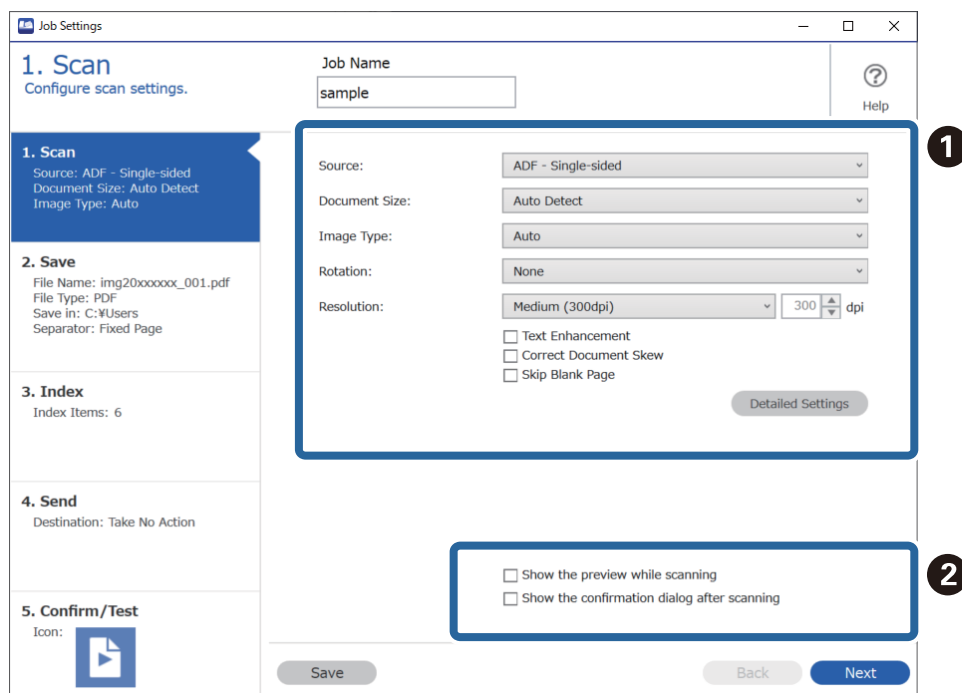 Job Settings
1. Scan
Configure scan settings.
Job Name
sample
Help
1. Scan
Source: ADF - Single-sided
Document Size: Auto Detect
Image Type: Auto
2. Save
File Name: img20xxxxxx_001.pdf
File Type: PDF
Save in: C:¥Users
Separator: Fixed Page
3. Index
Index Items: 6
4. Send
Destination: Take No Action
5. Confirm/Test
Icon:
1
Source: ADF - Single-sided
Document Size: Auto Detect
Image Type: Auto
Rotation: None
Resolution: Medium (300dpi) 300 dpi
Text Enhancement
Correct Document Skew
Skip Blank Page
Detailed Settings
2
Show the preview while scanning
Show the confirmation dialog after scanning
Save Back Next